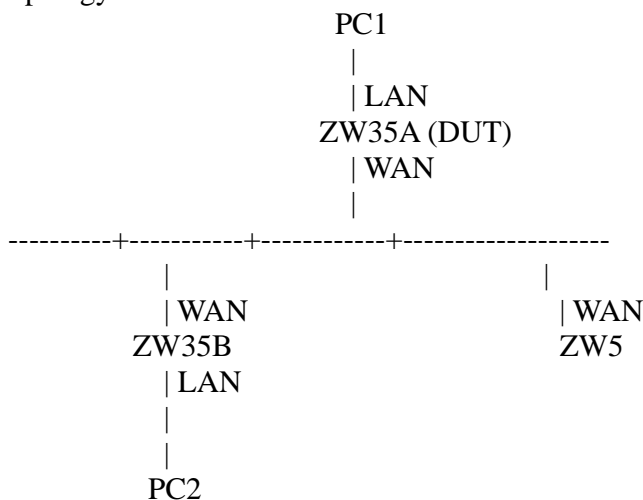 PC1
|
| LAN
ZW35A (DUT)
| WAN
|
----------+-----------+------------+--------------------
| |
| WAN | WAN
ZW35B ZW5
| LAN
|
|
PC2